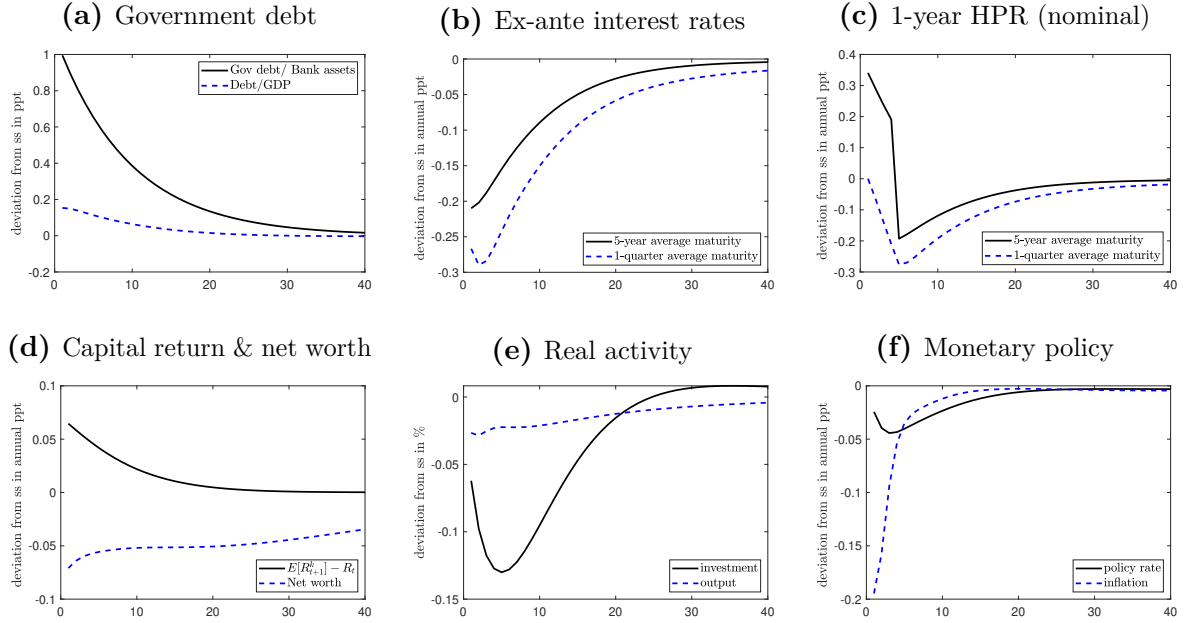 (a) Government debt
deviation from ss in ppt
1
0.8
0.6
0.4
0.2
0
-0.2
0
10
20
30
40
Gov debt/ Bank assets
Debt/GDP
(b) Ex-ante interest rates
deviation from ss in annual ppt
0
-0.05
-0.1
-0.15
-0.2
-0.25
-0.3
0
10
20
30
40
5-year average maturity
1-quarter average maturity
(c) 1-year HPR (nominal)
deviation from ss in annual ppt
0.4
0.3
0.2
0.1
0
-0.1
-0.2
-0.3
0
10
20
30
40
5-year average maturity
1-quarter average maturity
(d) Capital return & net worth
deviation from ss in annual ppt
0.1
0.05
0
-0.05
-0.1
0
10
20
30
40
E[R^k_{t+1}] − R_t
Net worth
(e) Real activity
deviation from ss in %
0
-0.05
-0.1
-0.15
0
10
20
30
40
investment
output
(f) Monetary policy
deviation from ss in annual ppt
0
-0.05
-0.1
-0.15
-0.2
0
10
20
30
40
policy rate
inflation